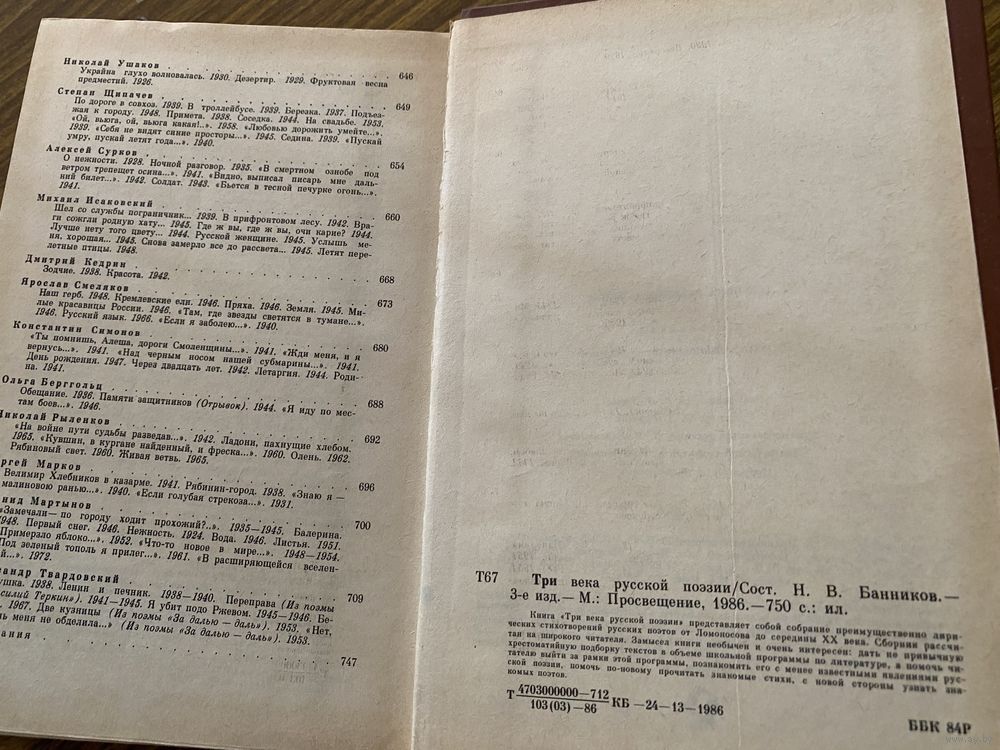 Николай Ушаков . . . . . . . . . . . . . . . . 646
Украйна глухо волновалась. 1930. Дезертир. 1929. Фруктовая весна
предместий. 1926.
Степан Щипачев . . . . . . . . . . . . . . . . 649
По дороге в совхоз. 1939. В троллейбусе. 1939. Березка. 1937. Подъез-
жая к городу. 1948. Примета. 1938. Соседка. 1944. На свадьбе. 1953.
«Ой, вьюга, ой, вьюга какая!..». 1958. «Любовью дорожить умейте...».
1939. «Себя не видят синие просторы...». 1945. Седина. 1939. «Пускай
умру, пускай летят года...». 1940.
Алексей Сурков . . . . . . . . . . . . . . . . 654
О нежности. 1928. Ночной разговор. 1935. «В смертном ознобе под
ветром трепещет осина...». 1941. «Видно, выписал писарь мне даль-
ний билет...». 1942. Солдат. 1943. «Бьется в тесной печурке огонь...».
1941.
Михаил Исаковский . . . . . . . . . . . . . . . . 660
Шел со службы пограничник... 1939. В прифронтовом лесу. 1942. Вра-
ги сожгли родную хату... 1945. Где ж вы, где ж вы, очи карие? 1944.
Лучше нету того цвету... 1944. Русской женщине. 1945. Услышь ме-
ня, хорошая... 1945. Снова замерло все до рассвета... 1945. Летят пере-
летные птицы. 1948.
Дмитрий Кедрин . . . . . . . . . . . . . . . . 668
Зодчие. 1938. Красота. 1942.
Ярослав Смеляков . . . . . . . . . . . . . . . . 673
Наш герб. 1948. Кремлевские ели. 1946. Пряха. 1946. Земля. 1945. Ми-
лые красавицы России. 1946. «Там, где звезды светятся в тумане...».
1946. Русский язык. 1966. «Если я заболею...». 1940.
Константин Симонов . . . . . . . . . . . . . . . . 680
«Ты помнишь, Алеша, дороги Смоленщины...». 1941. «Жди меня, и я
вернусь...». 1941. «Над черным носом нашей субмарины...». 1941.
День рождения. 1947. Через двадцать лет. 1942. Летаргия. 1944. Роди-
на. 1941.
Ольга Берггольц . . . . . . . . . . . . . . . . 688
Обещание. 1936. Памяти защитников (Отрывок). 1944. «Я иду по мес-
там боев...». 1946.
Николай Рыленков . . . . . . . . . . . . . . . . 692
«На войне пути судьбы разведав...». 1942. Ладони, пахнущие хлебом.
1965. «Кувшин, в кургане найденный, и фреска...». 1960. Олень. 1962.
Рябиновый свет. 1960. Живая ветвь. 1965.
ргей Марков . . . . . . . . . . . . . . . . 696
Велимир Хлебников в казарме. 1941. Рябинин-город. 1938. «Знаю я —
малиновою ранью...». 1940. «Если голубая стрекоза...». 1931.
нид Мартынов . . . . . . . . . . . . . . . . 700
«Замечали — по городу ходит прохожий?..». 1935—1945. Балерина.
948. Первый снег. 1946. Нежность. 1924. Вода. 1946. Листья. 1951.
Примерзло яблоко...». 1952. «Что-то новое в мире...». 1948—1954.
Под зеленый тополь я прилег...». 1961. «В расширяющейся вселен-
й...». 1972.
сандр Твардовский . . . . . . . . . . . . . . . . 709
ушка. 1938. Ленин и печник. 1938—1940. Переправа (Из поэмы
силий Теркин»). 1941—1945. Я убит подо Ржевом. 1945—1946. Бе-
. 1967. Две кузницы (Из поэмы «За далью — даль»). 1953. «Нет,
ь меня не обделила...» (Из поэмы «За далью — даль»). 1953.
ания . . . . . . . . . . . . . . . . 747
Т67 Три века русской поэзии/Сост. Н. В. Банников.—
3-е изд.— М.: Просвещение, 1986.—750 с.: ил.
Книга «Три века русской поэзии» представляет собой собрание преимущественно лири-
ческих стихотворений русских поэтов от Ломоносова до середины XX века. Сборник рассчи-
тан на широкого читателя. Замысел книги необычен и очень интересен: дать не привычную
хрестоматийную подборку текстов в объеме школьной программы по литературе, а помочь чи-
тателю выйти за рамки этой программы, познакомить его с менее известными явлениями рус-
ской поэзии, помочь по-новому прочитать знакомые стихи, с новой стороны узнать зна-
комых поэтов.
Т 4703000000—712
103(03)—86 КБ —24—13—1986
ББК 84Р